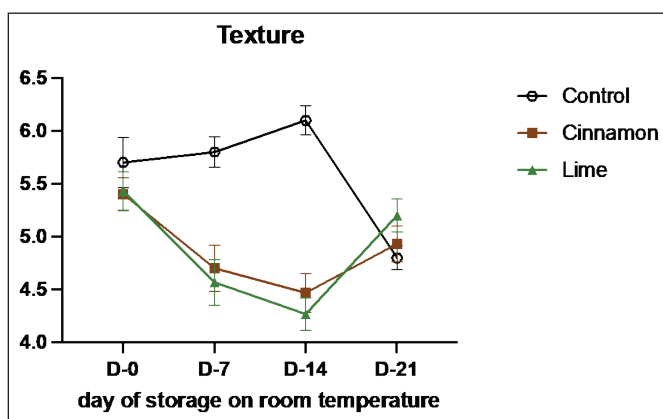 Texture
6.5
6.0
5.5
5.0
4.5
4.0
D-0 D-7 D-14 D-21
day of storage on room temperature
Control
Cinnamon
Lime